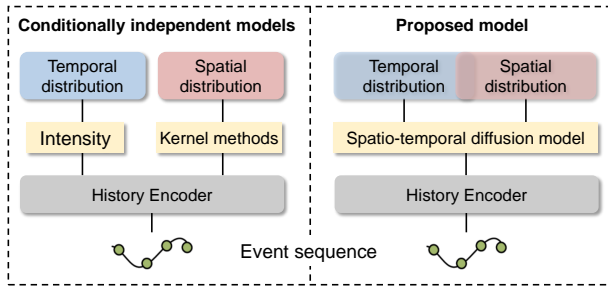 Conditionally independent models
Temporal
distribution
Spatial
distribution
Intensity
Kernel methods
History Encoder
Proposed model
Temporal
distribution
Spatial
distribution
Spatio-temporal diffusion model
History Encoder
Event sequence